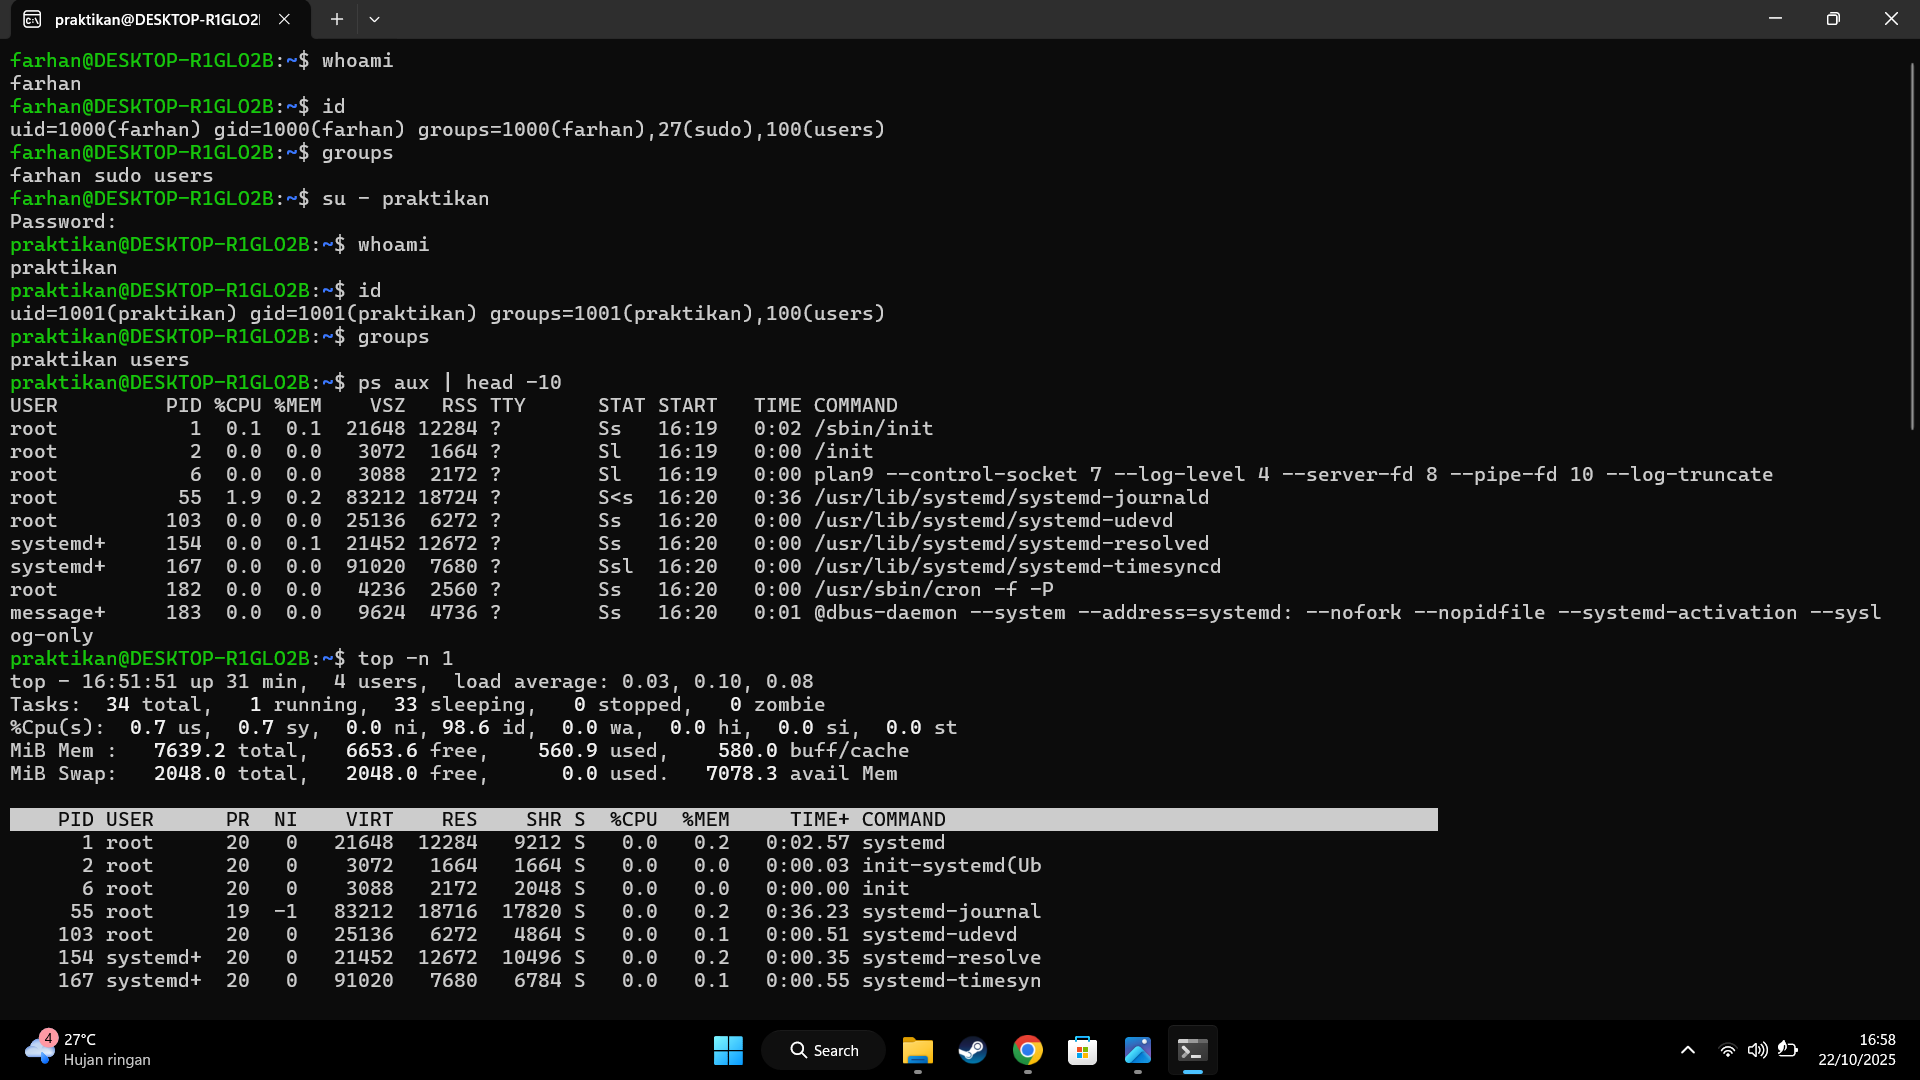 praktikan@DESKTOP-R1GLO2
farhan@DESKTOP-R1GLO2B:~$ whoami
farhan
farhan@DESKTOP-R1GLO2B:~$ id
uid=1000(farhan) gid=1000(farhan) groups=1000(farhan),27(sudo),100(users)
farhan@DESKTOP-R1GLO2B:~$ groups
farhan sudo users
farhan@DESKTOP-R1GLO2B:~$ su - praktikan
Password:
praktikan@DESKTOP-R1GLO2B:~$ whoami
praktikan
praktikan@DESKTOP-R1GLO2B:~$ id
uid=1001(praktikan) gid=1001(praktikan) groups=1001(praktikan),100(users)
praktikan@DESKTOP-R1GLO2B:~$ groups
praktikan users
praktikan@DESKTOP-R1GLO2B:~$ ps aux | head -10
USER         PID %CPU %MEM    VSZ   RSS TTY      STAT START   TIME COMMAND
root           1  0.1  0.1  21648 12284 ?        Ss   16:19   0:02 /sbin/init
root           2  0.0  0.0   3072  1664 ?        Sl   16:19   0:00 /init
root           6  0.0  0.0   3088  2172 ?        Sl   16:19   0:00 plan9 --control-socket 7 --log-level 4 --server-fd 8 --pipe-fd 10 --log-truncate
root          55  1.9  0.2  83212 18724 ?        S<s  16:20   0:36 /usr/lib/systemd/systemd-journald
root         103  0.0  0.0  25136  6272 ?        Ss   16:20   0:00 /usr/lib/systemd/systemd-udevd
systemd+     154  0.0  0.1  21452 12672 ?        Ss   16:20   0:00 /usr/lib/systemd/systemd-resolved
systemd+     167  0.0  0.0  91020  7680 ?        Ssl  16:20   0:00 /usr/lib/systemd/systemd-timesyncd
root         182  0.0  0.0   4236  2560 ?        Ss   16:20   0:00 /usr/sbin/cron -f -P
message+     183  0.0  0.0   9624  4736 ?        Ss   16:20   0:01 @dbus-daemon --system --address=systemd: --nofork --nopidfile --systemd-activation --sysl
og-only
praktikan@DESKTOP-R1GLO2B:~$ top -n 1
top - 16:51:51 up 31 min,  4 users,  load average: 0.03, 0.10, 0.08
Tasks:  34 total,   1 running,  33 sleeping,   0 stopped,   0 zombie
%Cpu(s):  0.7 us,  0.7 sy,  0.0 ni, 98.6 id,  0.0 wa,  0.0 hi,  0.0 si,  0.0 st
MiB Mem :   7639.2 total,   6653.6 free,    560.9 used,    580.0 buff/cache
MiB Swap:   2048.0 total,   2048.0 free,      0.0 used.   7078.3 avail Mem
    PID USER      PR  NI    VIRT    RES    SHR S  %CPU  %MEM     TIME+ COMMAND
      1 root      20   0   21648  12284   9212 S   0.0   0.2   0:02.57 systemd
      2 root      20   0    3072   1664   1664 S   0.0   0.0   0:00.03 init-systemd(Ub
      6 root      20   0    3088   2172   2048 S   0.0   0.0   0:00.00 init
     55 root      19  -1   83212  18716  17820 S   0.0   0.2   0:36.23 systemd-journal
    103 root      20   0   25136   6272   4864 S   0.0   0.1   0:00.51 systemd-udevd
    154 systemd+  20   0   21452  12672  10496 S   0.0   0.2   0:00.35 systemd-resolve
    167 systemd+  20   0   91020   7680   6784 S   0.0   0.1   0:00.55 systemd-timesyn
4
27°C
Hujan ringan
Search
16:58
22/10/2025